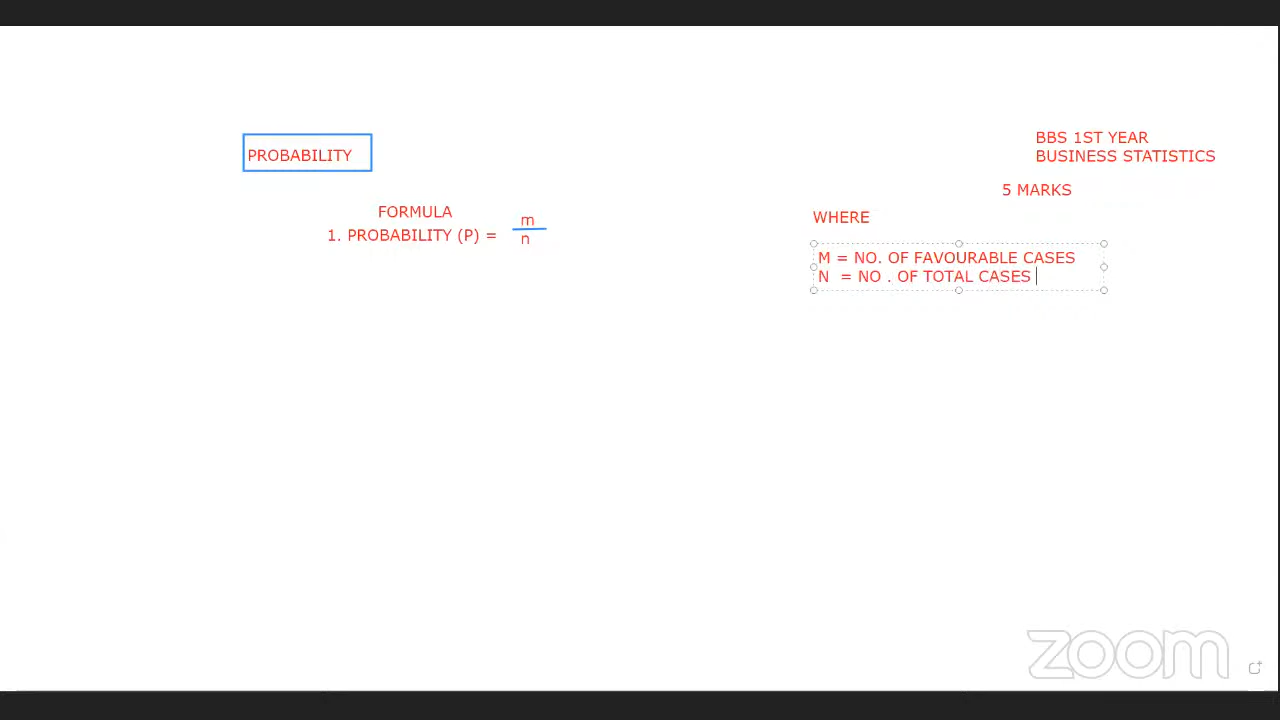 PROBABILITY
BBS 1ST YEAR
BUSINESS STATISTICS
5 MARKS
FORMULA
1. PROBABILITY (P) = m
n
WHERE
M = NO. OF FAVOURABLE CASES
N = NO . OF TOTAL CASES
zoom